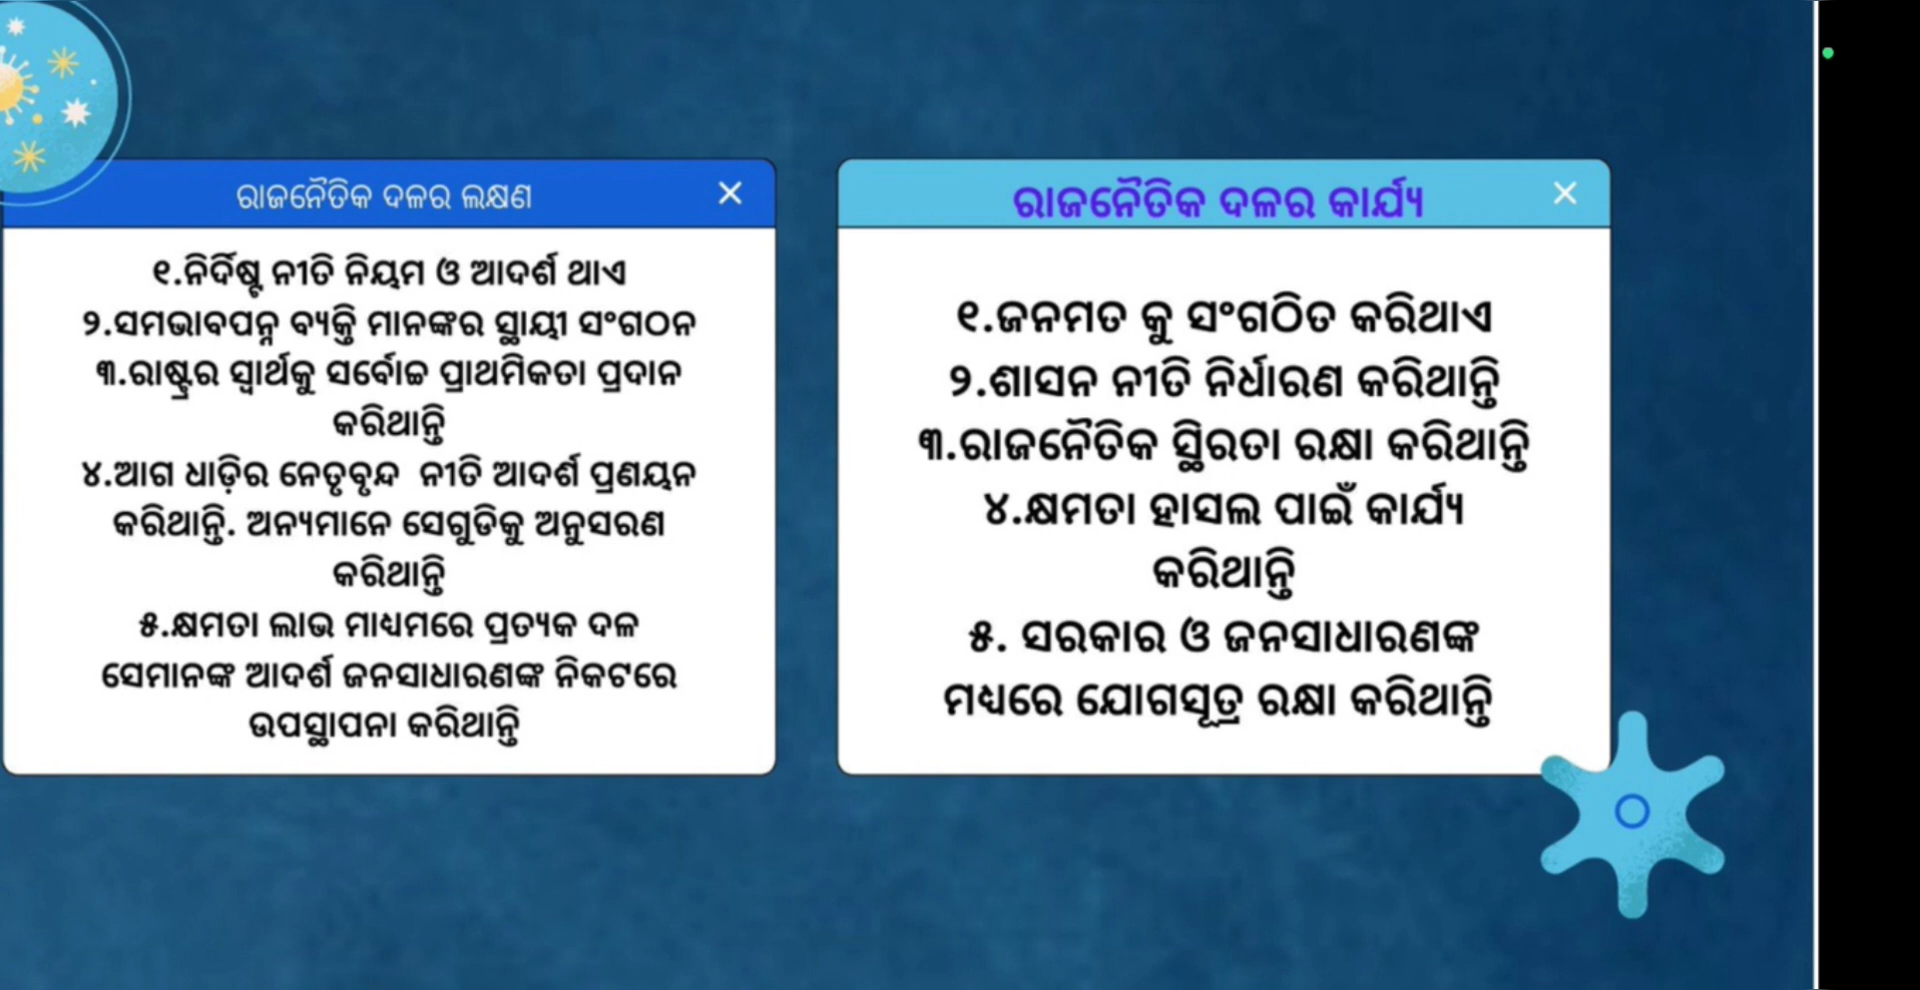 ରାଜନୈତିକ ଦଳର ଲକ୍ଷଣ
୧.ନିର୍ଦ୍ଦିଷ୍ଟ ନୀତି ନିୟମ ଓ ଆଦର୍ଶ ଥାଏ
୨.ସମଭାବପନ୍ନ ବ୍ୟକ୍ତି ମାନଙ୍କର ସ୍ଥାୟୀ ସଂଗଠନ
୩.ରାଷ୍ଟ୍ରର ସ୍ୱାର୍ଥକୁ ସର୍ବୋଚ୍ଚ ପ୍ରାଥମିକତା ପ୍ରଦାନ
କରିଥାନ୍ତି
୪.ଆଗ ଧାଡ଼ିର ନେତୃବୃନ୍ଦ ନୀତି ଆଦର୍ଶ ପ୍ରଣୟନ
କରିଥାନ୍ତି. ଅନ୍ୟମାନେ ସେଗୁଡିକୁ ଅନୁସରଣ
କରିଥାନ୍ତି
୫.କ୍ଷମତା ଲାଭ ମାଧ୍ୟମରେ ପ୍ରତ୍ୟକ ଦଳ
ସେମାନଙ୍କ ଆଦର୍ଶ ଜନସାଧାରଣଙ୍କ ନିକଟରେ
ଉପସ୍ଥାପନା କରିଥାନ୍ତି
ରାଜନୈତିକ ଦଳର କାର୍ଯ୍ୟ
୧.ଜନମତ କୁ ସଂଗଠିତ କରିଥାଏ
୨.ଶାସନ ନୀତି ନିର୍ଧାରଣ କରିଥାନ୍ତି
୩.ରାଜନୈତିକ ସ୍ଥିରତା ରକ୍ଷା କରିଥାନ୍ତି
୪.କ୍ଷମତା ହାସଲ ପାଇଁ କାର୍ଯ୍ୟ
କରିଥାନ୍ତି
୫. ସରକାର ଓ ଜନସାଧାରଣଙ୍କ
ମଧ୍ୟରେ ଯୋଗସୂତ୍ର ରକ୍ଷା କରିଥାନ୍ତି